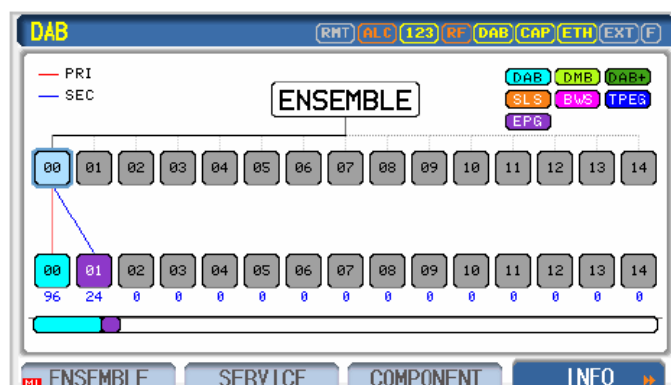 DAB RMT ALC 123 RF DAB CAP ETH EXT F
PRI DAB DMB DAB+
SEC ENSEMBLE SLS BWS TPEG
EPG
00 01 02 03 04 05 06 07 08 09 10 11 12 13 14
00 01 02 03 04 05 06 07 08 09 10 11 12 13 14
96 24 0 0 0 0 0 0 0 0 0 0 0 0 0
ENSEMBLE SERVICE COMPONENT INFO